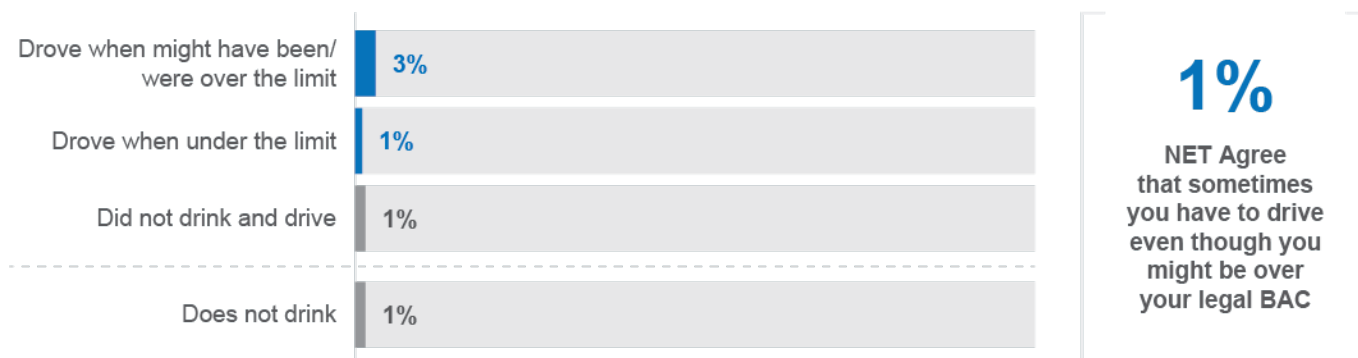 Drove when might have been/
were over the limit
3%
Drove when under the limit
1%
Did not drink and drive
1%
Does not drink
1%
1%
NET Agree
that sometimes
you have to drive
even though you
might be over
your legal BAC